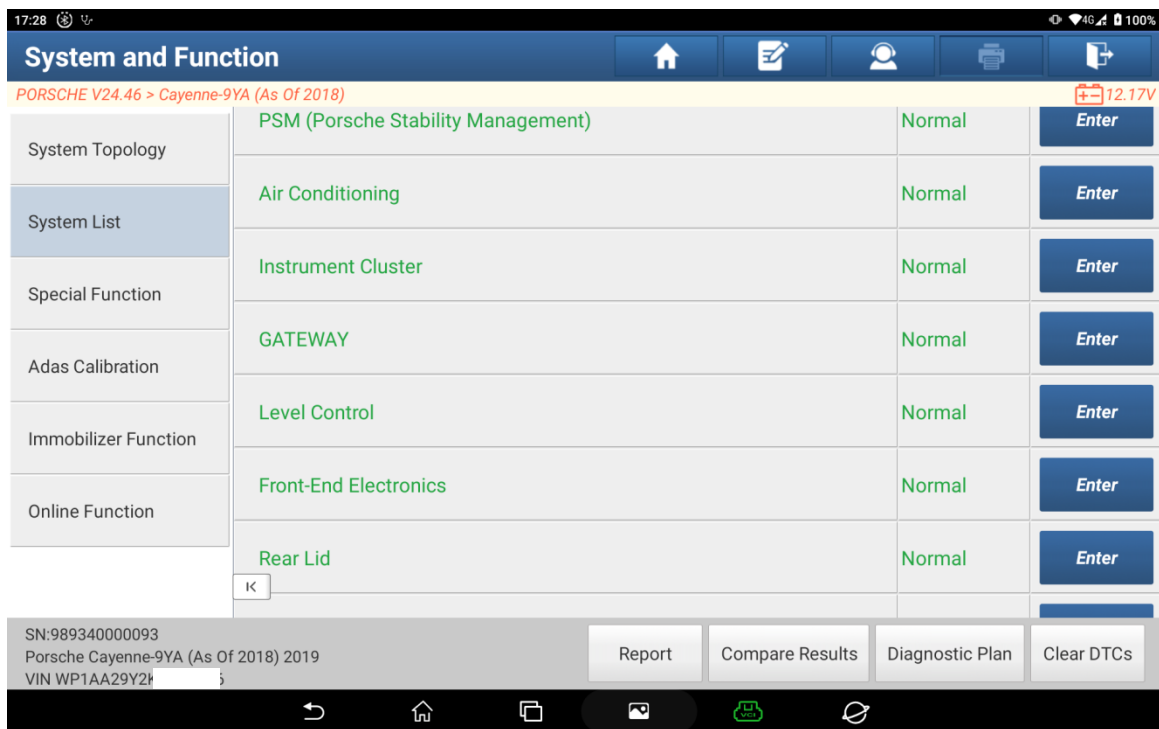 17:28
4G 100%
System and Function
PORSCHE V24.46 > Cayenne-9YA (As Of 2018)
12.17V
System Topology
System List
Special Function
Adas Calibration
Immobilizer Function
Online Function
PSM (Porsche Stability Management) Normal Enter
Air Conditioning Normal Enter
Instrument Cluster Normal Enter
GATEWAY Normal Enter
Level Control Normal Enter
Front-End Electronics Normal Enter
Rear Lid Normal Enter
SN:989340000093
Porsche Cayenne-9YA (As Of 2018) 2019
VIN WP1AA29Y2
Report Compare Results Diagnostic Plan Clear DTCs
VCI